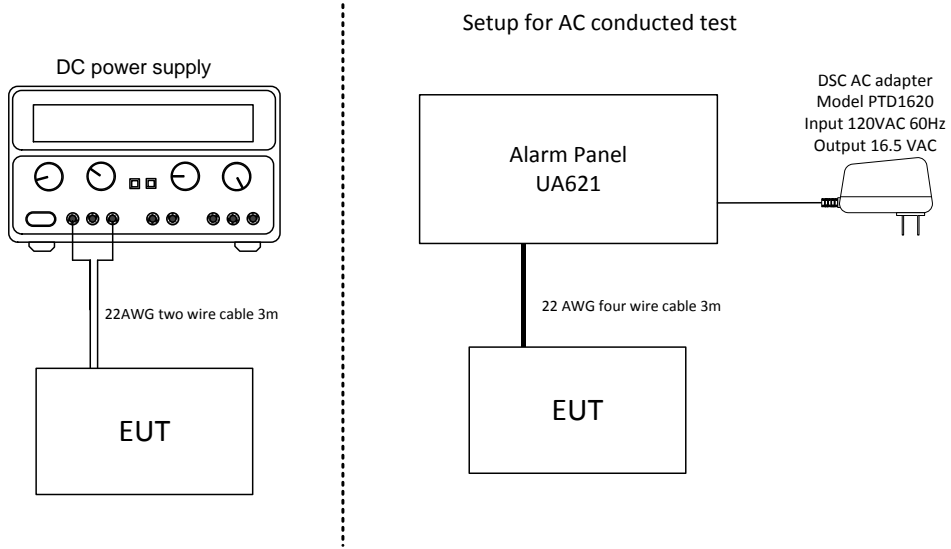 DC power supply
22AWG two wire cable 3m
EUT
Setup for AC conducted test
DSC AC adapter
Model PTD1620
Input 120VAC 60Hz
Output 16.5 VAC
Alarm Panel
UA621
22 AWG four wire cable 3m
EUT